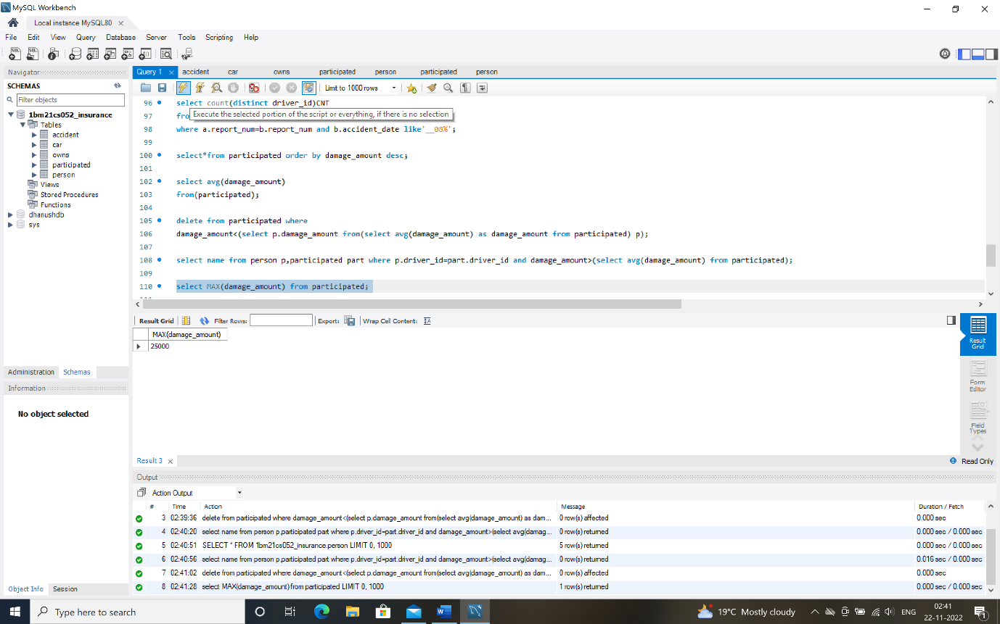 MySQL Workbench
Local instance MySQL80
File Edit View Query Database Server Tools Scripting Help
Navigator
SCHEMAS
Filter objects
1bm21cs052_insurance
Tables
accident
car
owns
participated
person
Views
Stored Procedures
Functions
dhanushdb
sys
Administration Schemas
Information
No object selected
Object Info Session
Query 1 accident car owns participated person participated person
Limit to 1000 rows
96 select count(distinct driver_id)CNT
Execute the selected portion of the script or everything, if there is no selection
97 fro
98 where a.report_num=b.report_num and b.accident_date like'__08%';
99
100 select*from participated order by damage_amount desc;
101
102 select avg(damage_amount)
103 from(participated);
104
105 delete from participated where
106 damage_amount<(select p.damage_amount from(select avg(damage_amount) as damage_amount from participated) p);
107
108 select name from person p,participated part where p.driver_id=part.driver_id and damage_amount>(select avg(damage_amount) from participated);
109
110 select MAX(damage_amount) from participated;
Result Grid Filter Rows: Export: Wrap Cell Content:
MAX(damage_amount)
25000
Result Grid
Form Editor
Field Types
Result 3
Read Only
Output
Action Output
# Time Action Message Duration / Fetch
3 02:39:36 delete from participated where damage_amount<(select p.damage_amount from(select avg(damage_amount) as dam... 0 row(s) affected 0.000 sec
4 02:40:20 select name from person p,participated part where p.driver_id=part.driver_id and damage_amount>(select avg(damag... 0 row(s) returned 0.000 sec / 0.000 sec
5 02:40:51 SELECT * FROM 1bm21cs052_insurance.person LIMIT 0, 1000 5 row(s) returned 0.000 sec / 0.000 sec
6 02:40:56 select name from person p,participated part where p.driver_id=part.driver_id and damage_amount>(select avg(damag... 0 row(s) returned 0.016 sec / 0.000 sec
7 02:41:02 delete from participated where damage_amount<(select p.damage_amount from(select avg(damage_amount) as dam... 0 row(s) affected 0.000 sec
8 02:41:28 select MAX(damage_amount) from participated LIMIT 0, 1000 1 row(s) returned 0.000 sec / 0.000 sec
Type here to search
19°C Mostly cloudy
ENG
02:41
22-11-2022
1